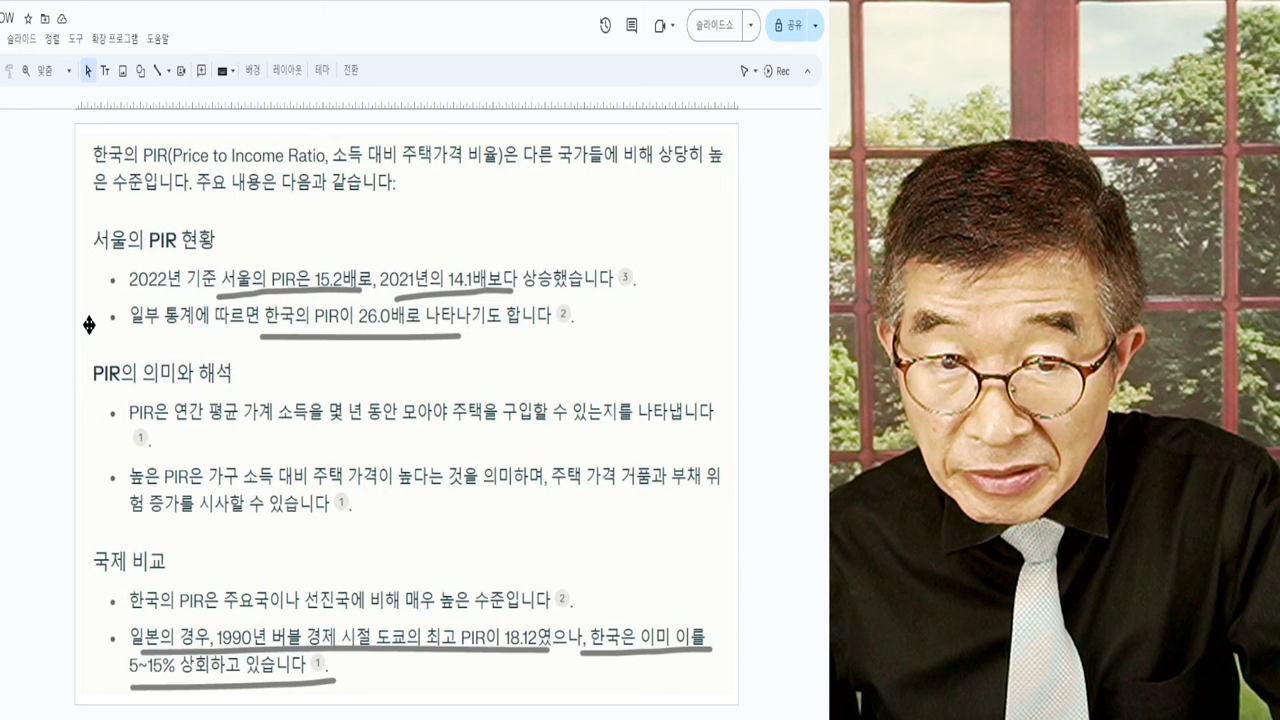 OW
슬라이드 정렬 도구 확장 프로그램 도움말
슬라이드쇼
공유
맞춤
Tт
배경
레이아웃
테마
전환
Rec
한국의 PIR(Price to Income Ratio, 소득 대비 주택가격 비율)은 다른 국가들에 비해 상당히 높
은 수준입니다. 주요 내용은 다음과 같습니다:
서울의 PIR 현황
• 2022년 기준 서울의 PIR은 15.2배로, 2021년의 14.1배보다 상승했습니다 3.
• 일부 통계에 따르면 한국의 PIR이 26.0배로 나타나기도 합니다 2.
PIR의 의미와 해석
• PIR은 연간 평균 가계 소득을 몇 년 동안 모아야 주택을 구입할 수 있는지를 나타냅니다
1.
• 높은 PIR은 가구 소득 대비 주택 가격이 높다는 것을 의미하며, 주택 가격 거품과 부채 위
험 증가를 시사할 수 있습니다 1.
국제 비교
• 한국의 PIR은 주요국이나 선진국에 비해 매우 높은 수준입니다 2.
• 일본의 경우, 1990년 버블 경제 시절 도쿄의 최고 PIR이 18.12였으나, 한국은 이미 이를
5~15% 상회하고 있습니다 1.